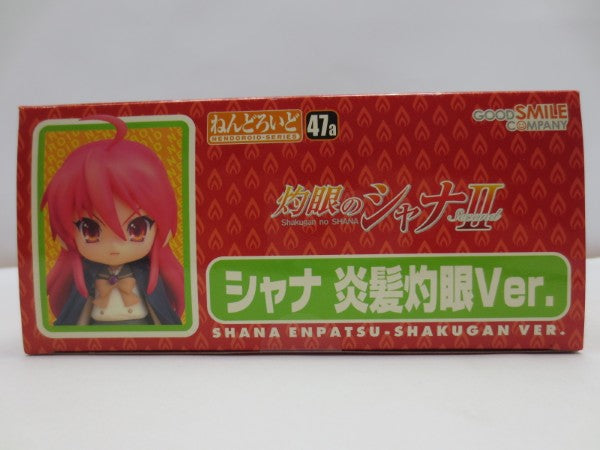 ねんどろいど 47a
NENDOROID-SERIES
GOOD SMILE
COMPANY
灼眼のシャナII
Shakugan no SHANA Second
シャナ 炎髪灼眼Ver.
SHANA ENPATSU-SHAKUGAN VER.